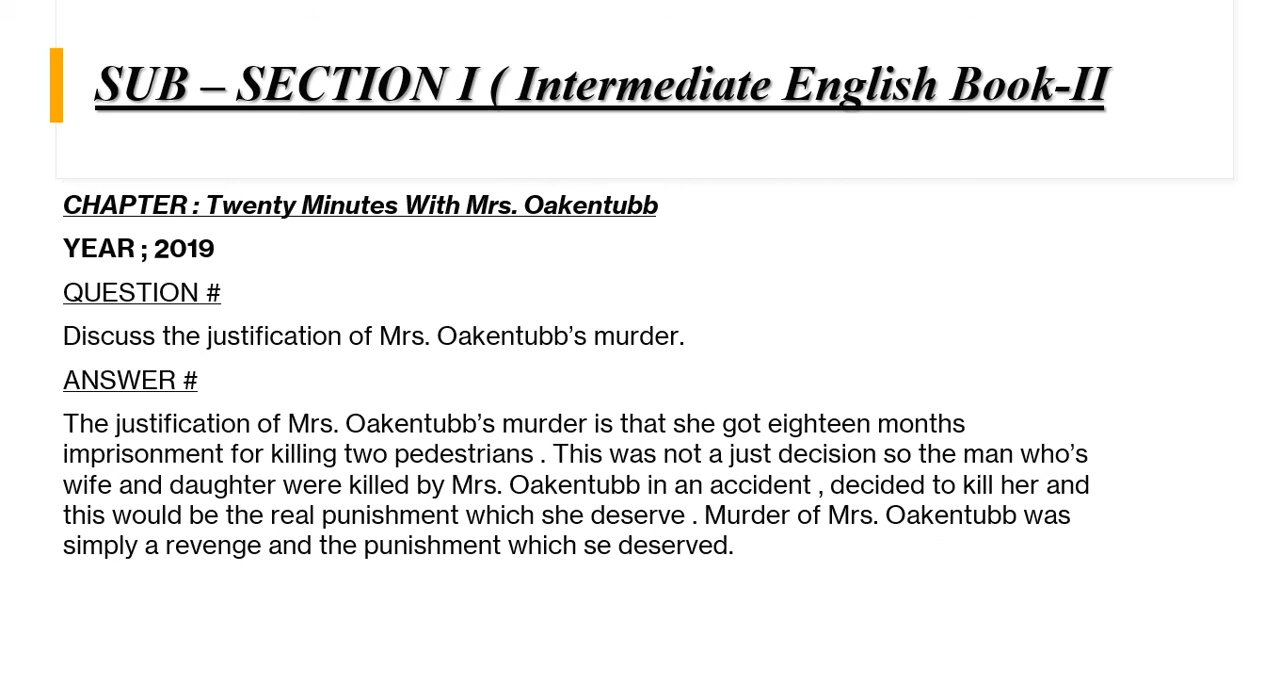 SUB – SECTION I ( Intermediate English Book-II
CHAPTER : Twenty Minutes With Mrs. Oakentubb
YEAR ; 2019
QUESTION #
Discuss the justification of Mrs. Oakentubb’s murder.
ANSWER #
The justification of Mrs. Oakentubb’s murder is that she got eighteen months
imprisonment for killing two pedestrians . This was not a just decision so the man who’s
wife and daughter were killed by Mrs. Oakentubb in an accident , decided to kill her and
this would be the real punishment which she deserve . Murder of Mrs. Oakentubb was
simply a revenge and the punishment which se deserved.